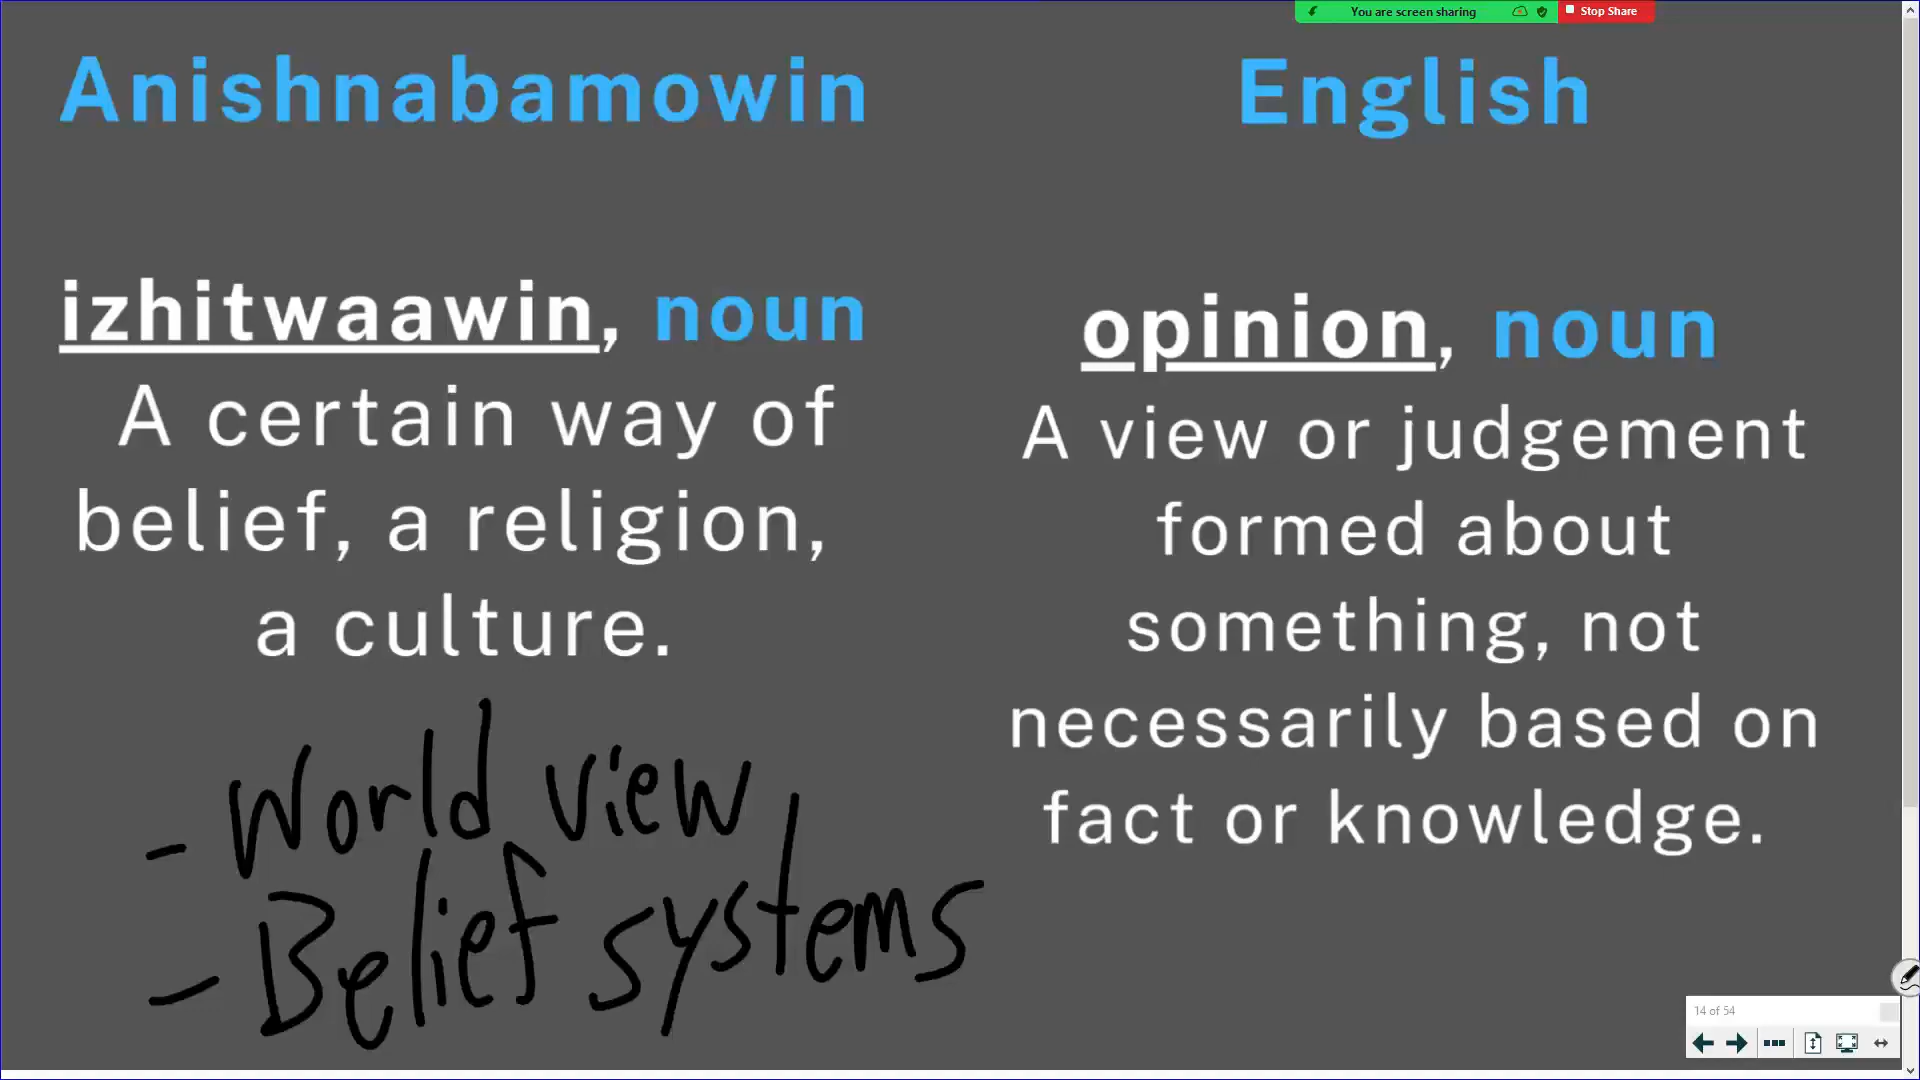 You are screen sharing
Stop Share
Anishnabamowin
izhitwaawin, noun
A certain way of
belief, a religion,
a culture.
- World view
- Belief systems
English
opinion, noun
A view or judgement
formed about
something, not
necessarily based on
fact or knowledge.
14 of 54